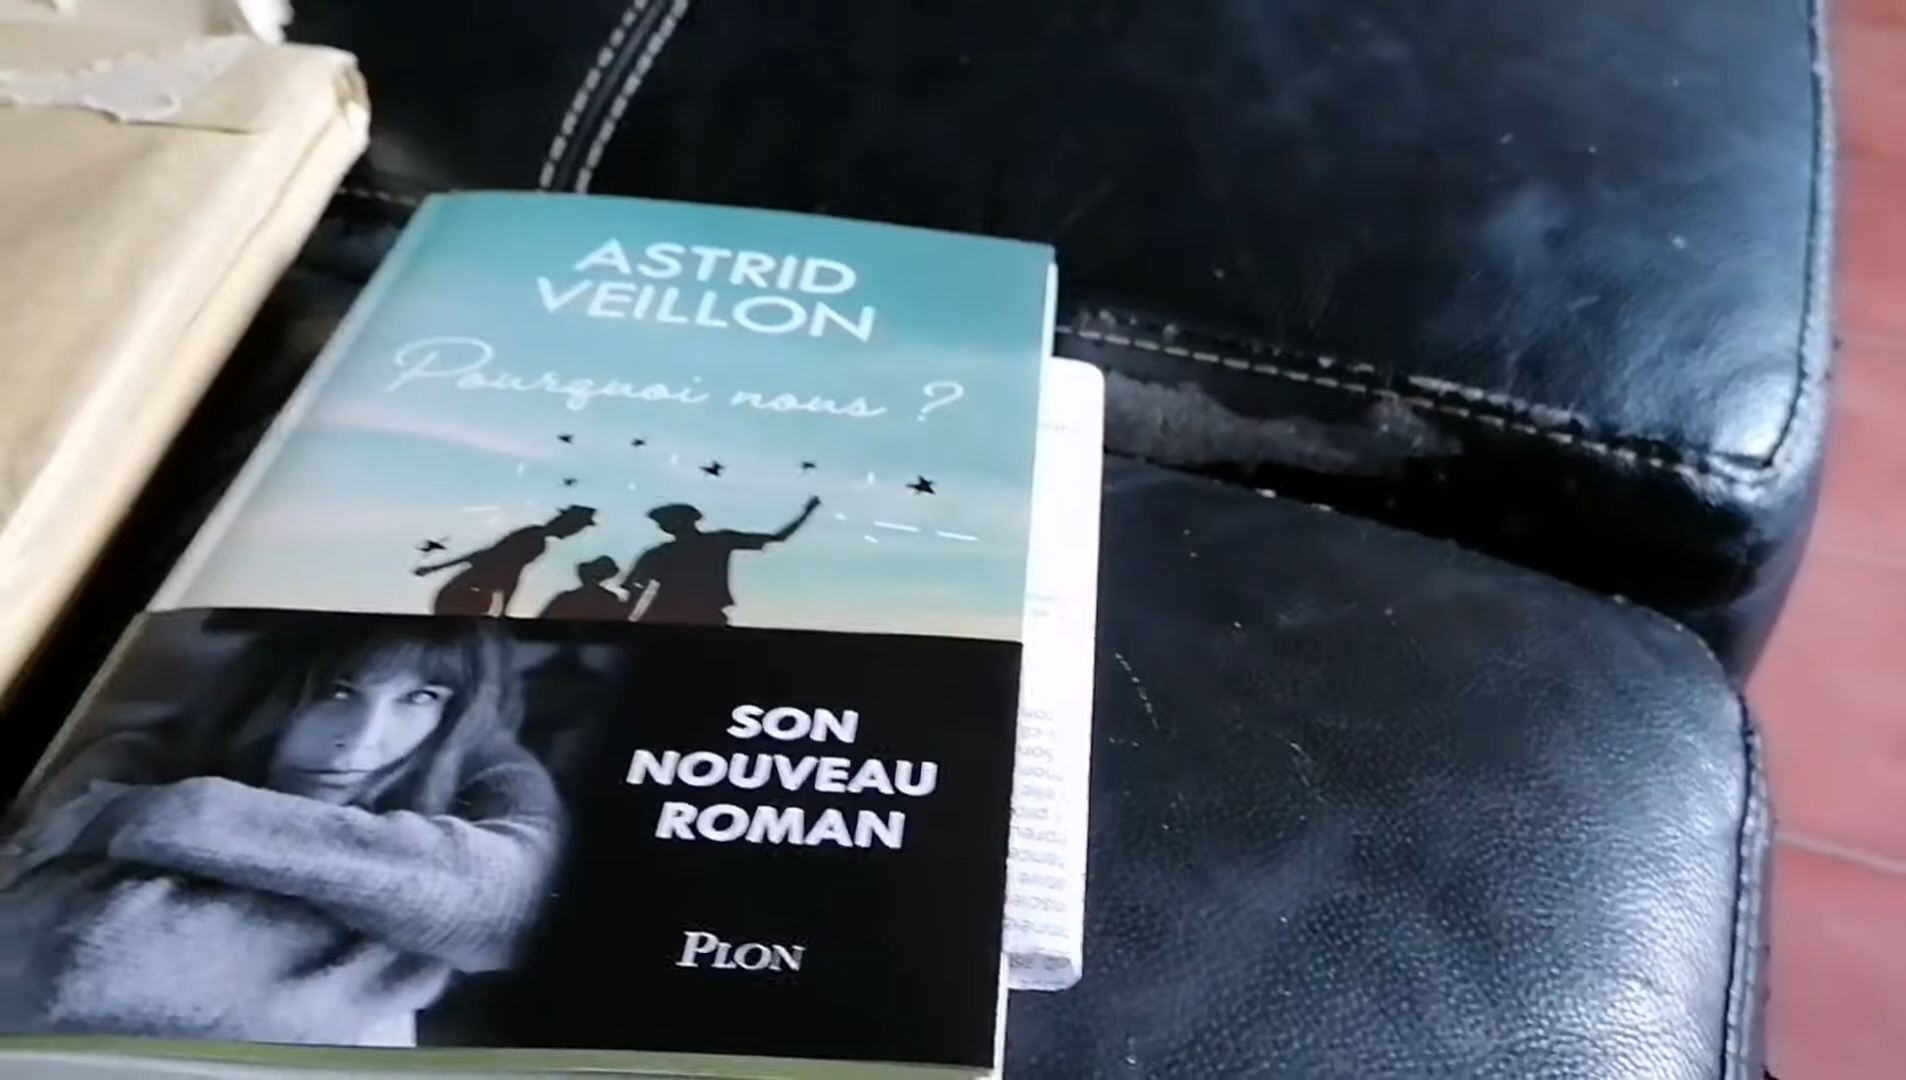 ASTRID
VEILLON
Pourquoi nous ?
SON
NOUVEAU
ROMAN
PLON